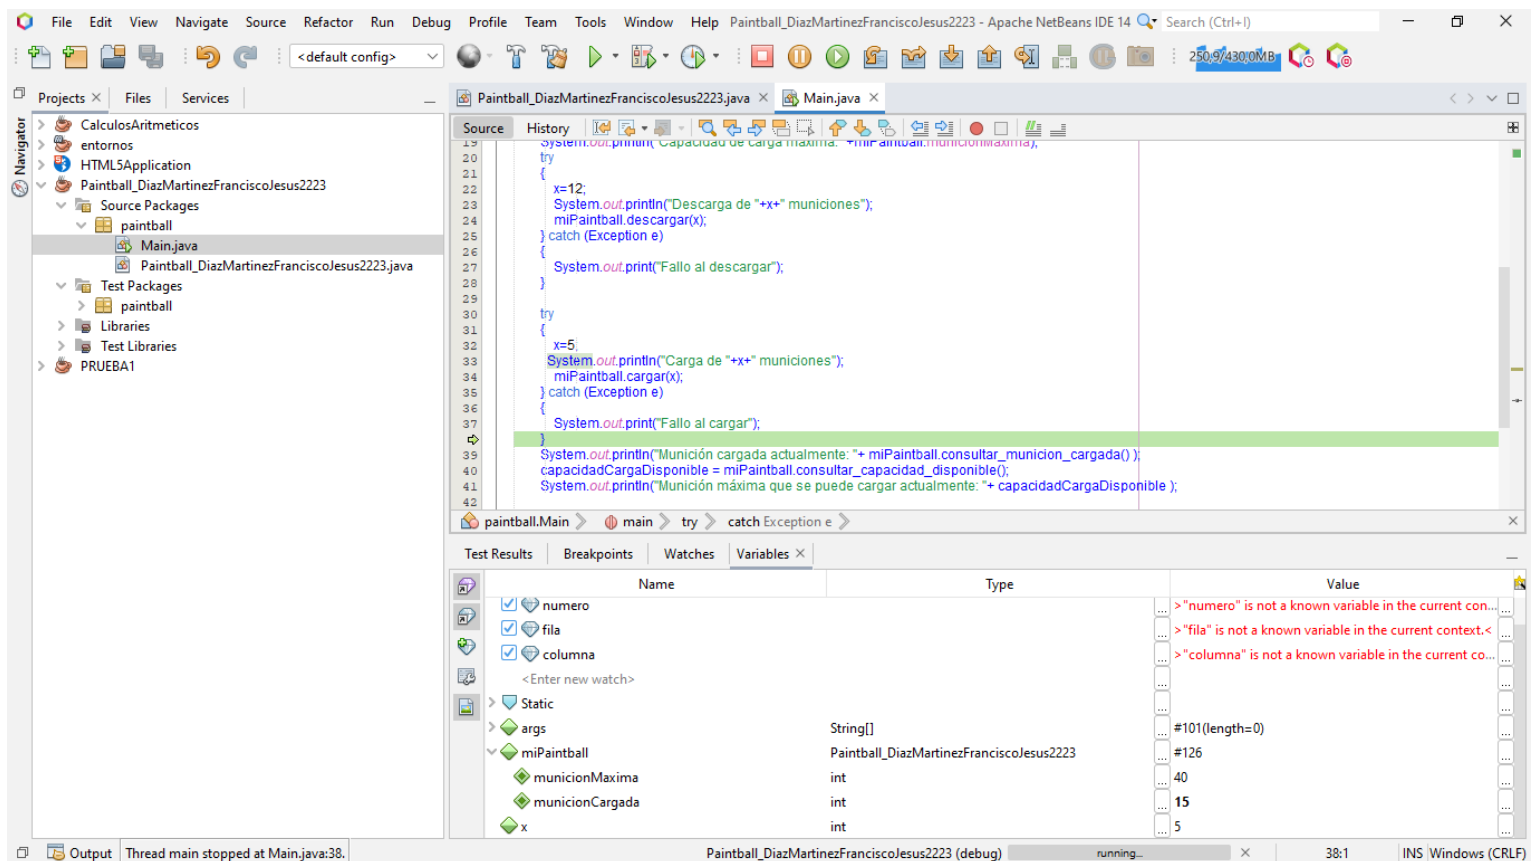 File Edit View Navigate Source Refactor Run Debug Profile Team Tools Window Help Paintball_DiazMartinezFranciscoJesus2223 - Apache NetBeans IDE 14 Search (Ctrl+I)
<default config> 250,9/430,0MB
Projects Files Services
Paintball_DiazMartinezFranciscoJesus2223.java Main.java
Navigator
CalculosAritmeticos
entornos
HTML5Application
Paintball_DiazMartinezFranciscoJesus2223
Source Packages
paintball
Main.java
Paintball_DiazMartinezFranciscoJesus2223.java
Test Packages
paintball
Libraries
Test Libraries
PRUEBA1
Source History
19 System.out.println("Capacidad de carga máxima: "+miPaintball.municionMaxima);
20 try
21 {
22 x=12;
23 System.out.println("Descarga de "+x+" municiones");
24 miPaintball.descargar(x);
25 } catch (Exception e)
26 {
27 System.out.print("Fallo al descargar");
28 }
29
30 try
31 {
32 x=5;
33 System.out.println("Carga de "+x+" municiones");
34 miPaintball.cargar(x);
35 } catch (Exception e)
36 {
37 System.out.print("Fallo al cargar");
}
39 System.out.println("Munición cargada actualmente: "+ miPaintball.consultar_municion_cargada() );
40 capacidadCargaDisponible = miPaintball.consultar_capacidad_disponible();
41 System.out.println("Munición máxima que se puede cargar actualmente: "+ capacidadCargaDisponible );
42
paintball.Main main try catch Exception e
Test Results Breakpoints Watches Variables
Name Type Value
numero ... >"numero" is not a known variable in the current con... ...
fila ... >"fila" is not a known variable in the current context.< ...
columna ... >"columna" is not a known variable in the current co... ...
<Enter new watch> ... ...
Static ... ...
args String[] ... #101(length=0) ...
miPaintball Paintball_DiazMartinezFranciscoJesus2223 ... #126 ...
municionMaxima int ... 40 ...
municionCargada int ... 15 ...
x int ... 5 ...
Output Thread main stopped at Main.java:38. Paintball_DiazMartinezFranciscoJesus2223 (debug) running... 38:1 INS Windows (CRLF)